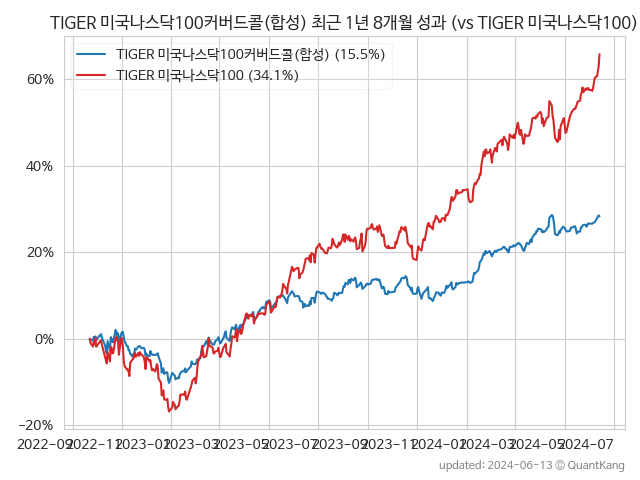 TIGER 미국나스닥100커버드콜(합성) 최근 1년 8개월 성과 (vs TIGER 미국나스닥100)
TIGER 미국나스닥100커버드콜(합성) (15.5%)
TIGER 미국나스닥100 (34.1%)
60%
40%
20%
0%
−20%
2022-09 2022-11 2023-01 2023-03 2023-05 2023-07 2023-09 2023-11 2024-01 2024-03 2024-05 2024-07
updated: 2024-06-13 ⓒ QuantKang